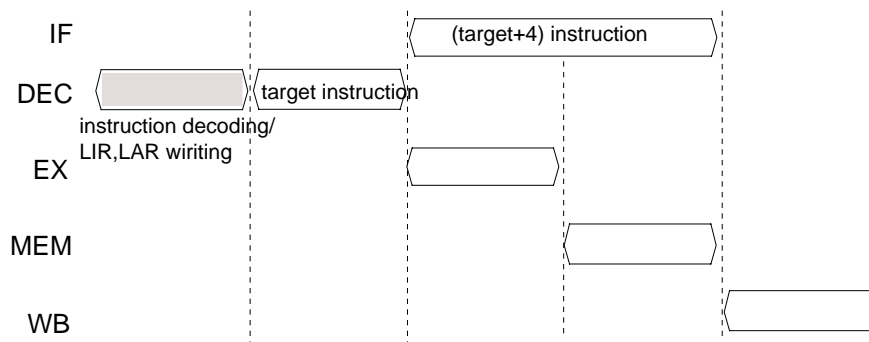 IF
(target+4) instruction
DEC
target instruction
instruction decoding/
LIR,LAR wiriting
EX
MEM
WB